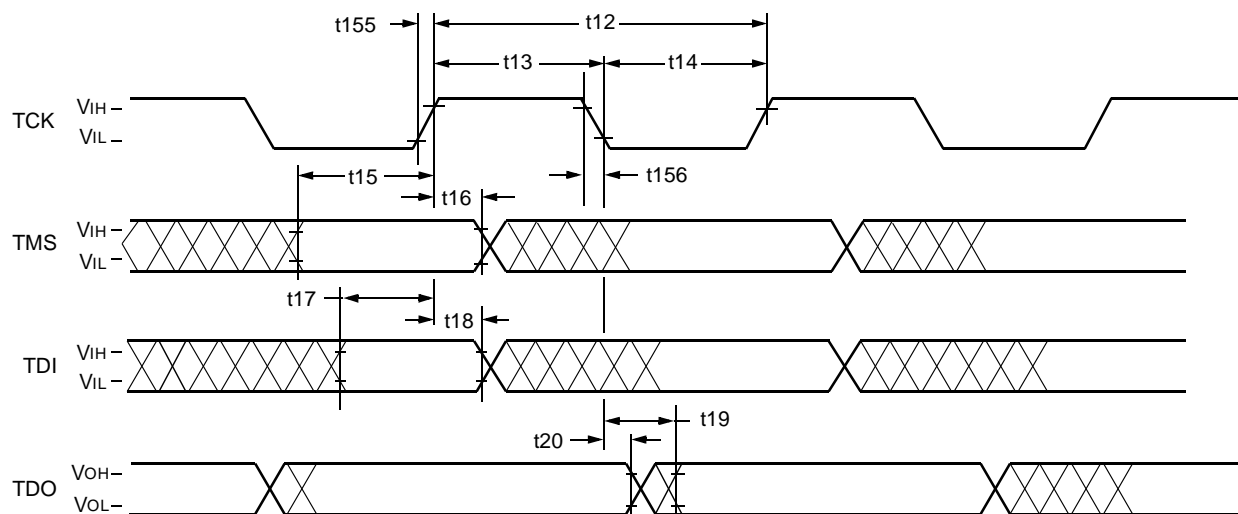 t155
t12
t13
t14
TCK
VIH
VIL
t15
t156
t16
TMS
VIH
VIL
t17
t18
TDI
VIH
VIL
t19
t20
TDO
VOH
VOL